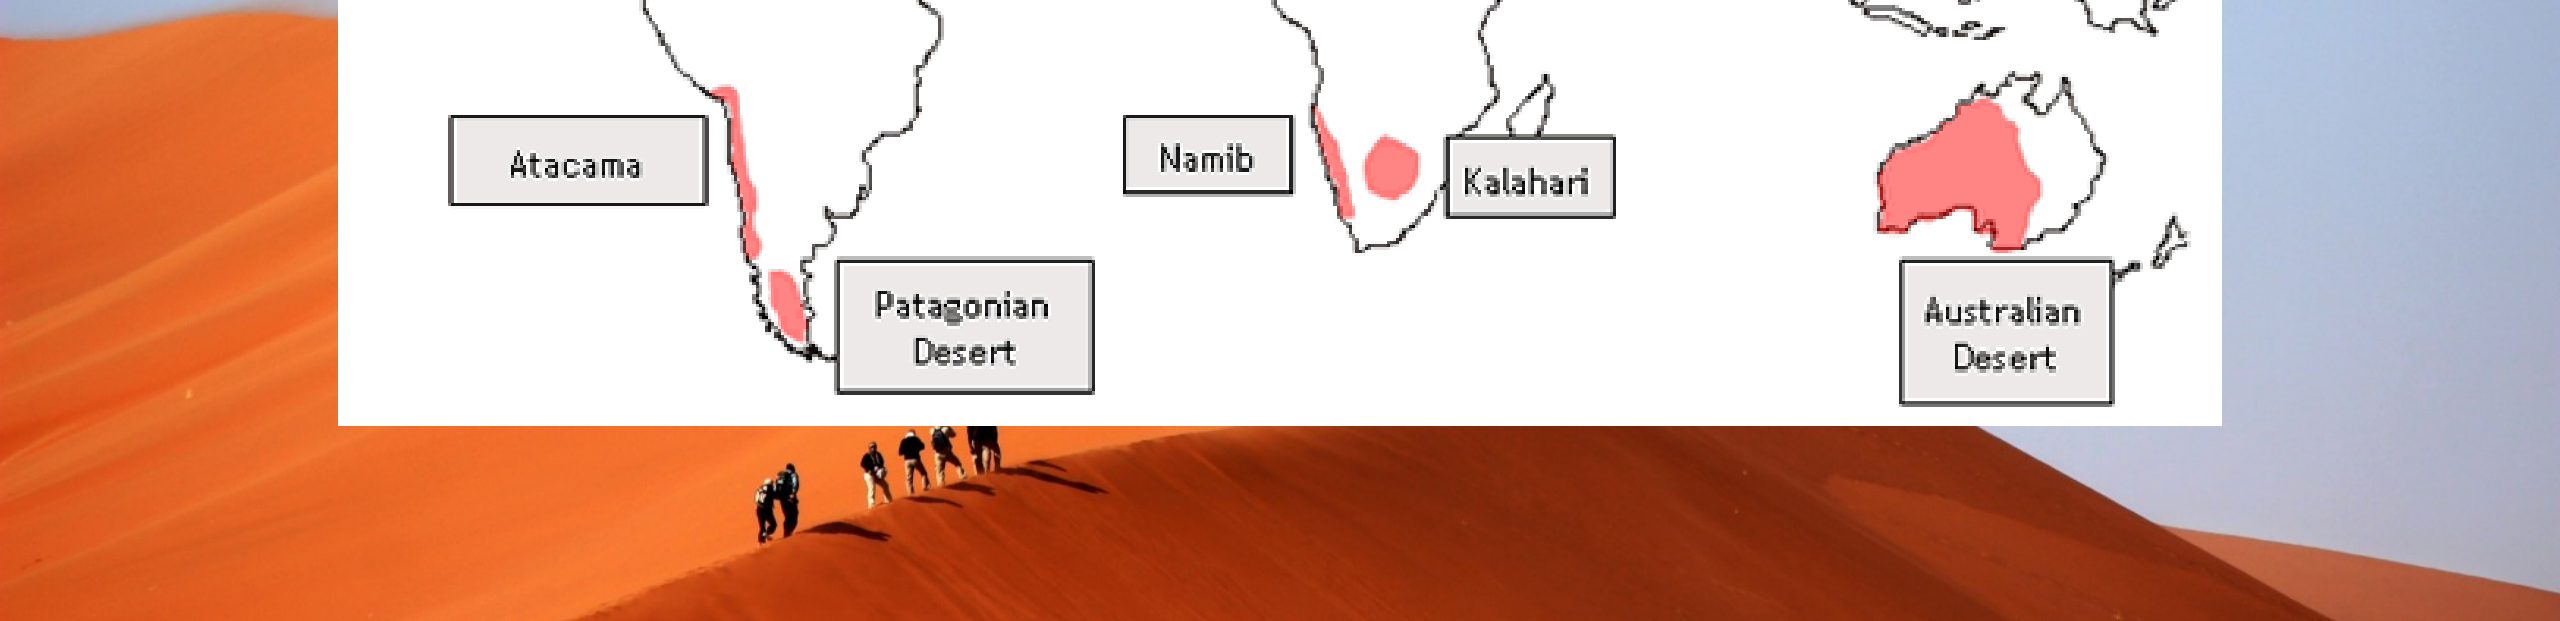 Atacama
Namib
Kalahari
Patagonian
Desert
Australian
Desert